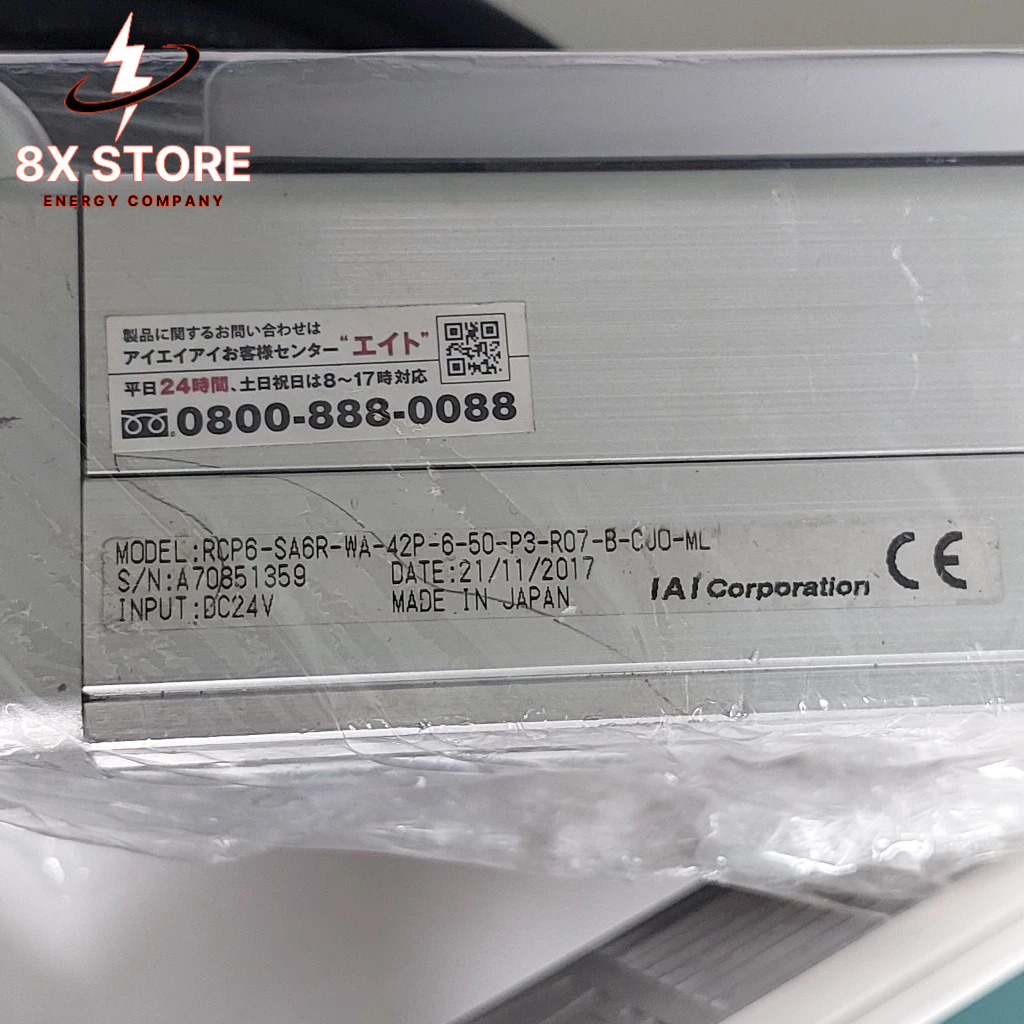 8X STORE
ENERGY COMPANY
製品に関するお問い合わせは
アイエイアイお客様センター“エイト”
平日24時間、土日祝日は8～17時対応
0800-888-0088
MODEL:RCP6-SA6R-WA-42P-6-50-P3-R07-B-CJO-ML
S/N:A70851359 DATE:21/11/2017
INPUT:DC24V MADE IN JAPAN
IAI Corporation CE